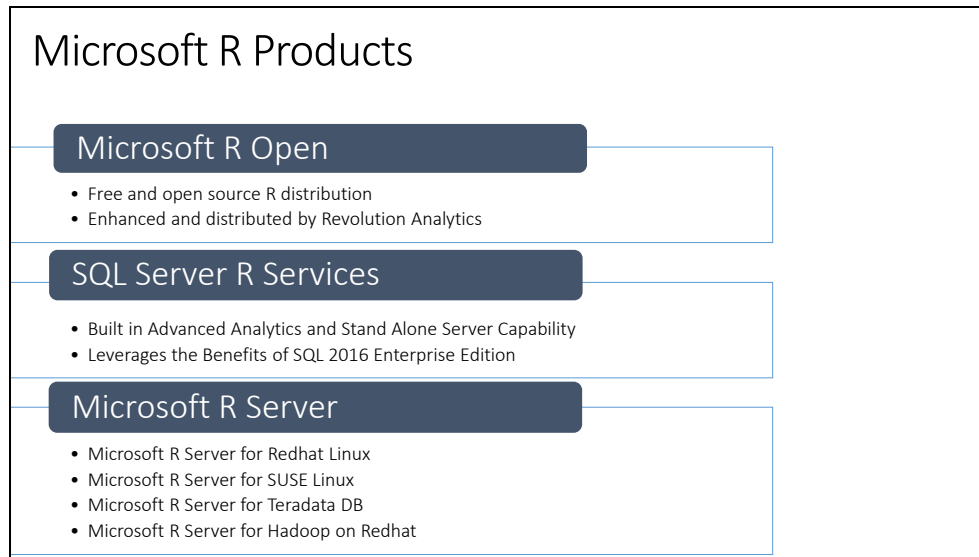 Microsoft R Products
Microsoft R Open
• Free and open source R distribution
• Enhanced and distributed by Revolution Analytics
SQL Server R Services
• Built in Advanced Analytics and Stand Alone Server Capability
• Leverages the Benefits of SQL 2016 Enterprise Edition
Microsoft R Server
• Microsoft R Server for Redhat Linux
• Microsoft R Server for SUSE Linux
• Microsoft R Server for Teradata DB
• Microsoft R Server for Hadoop on Redhat